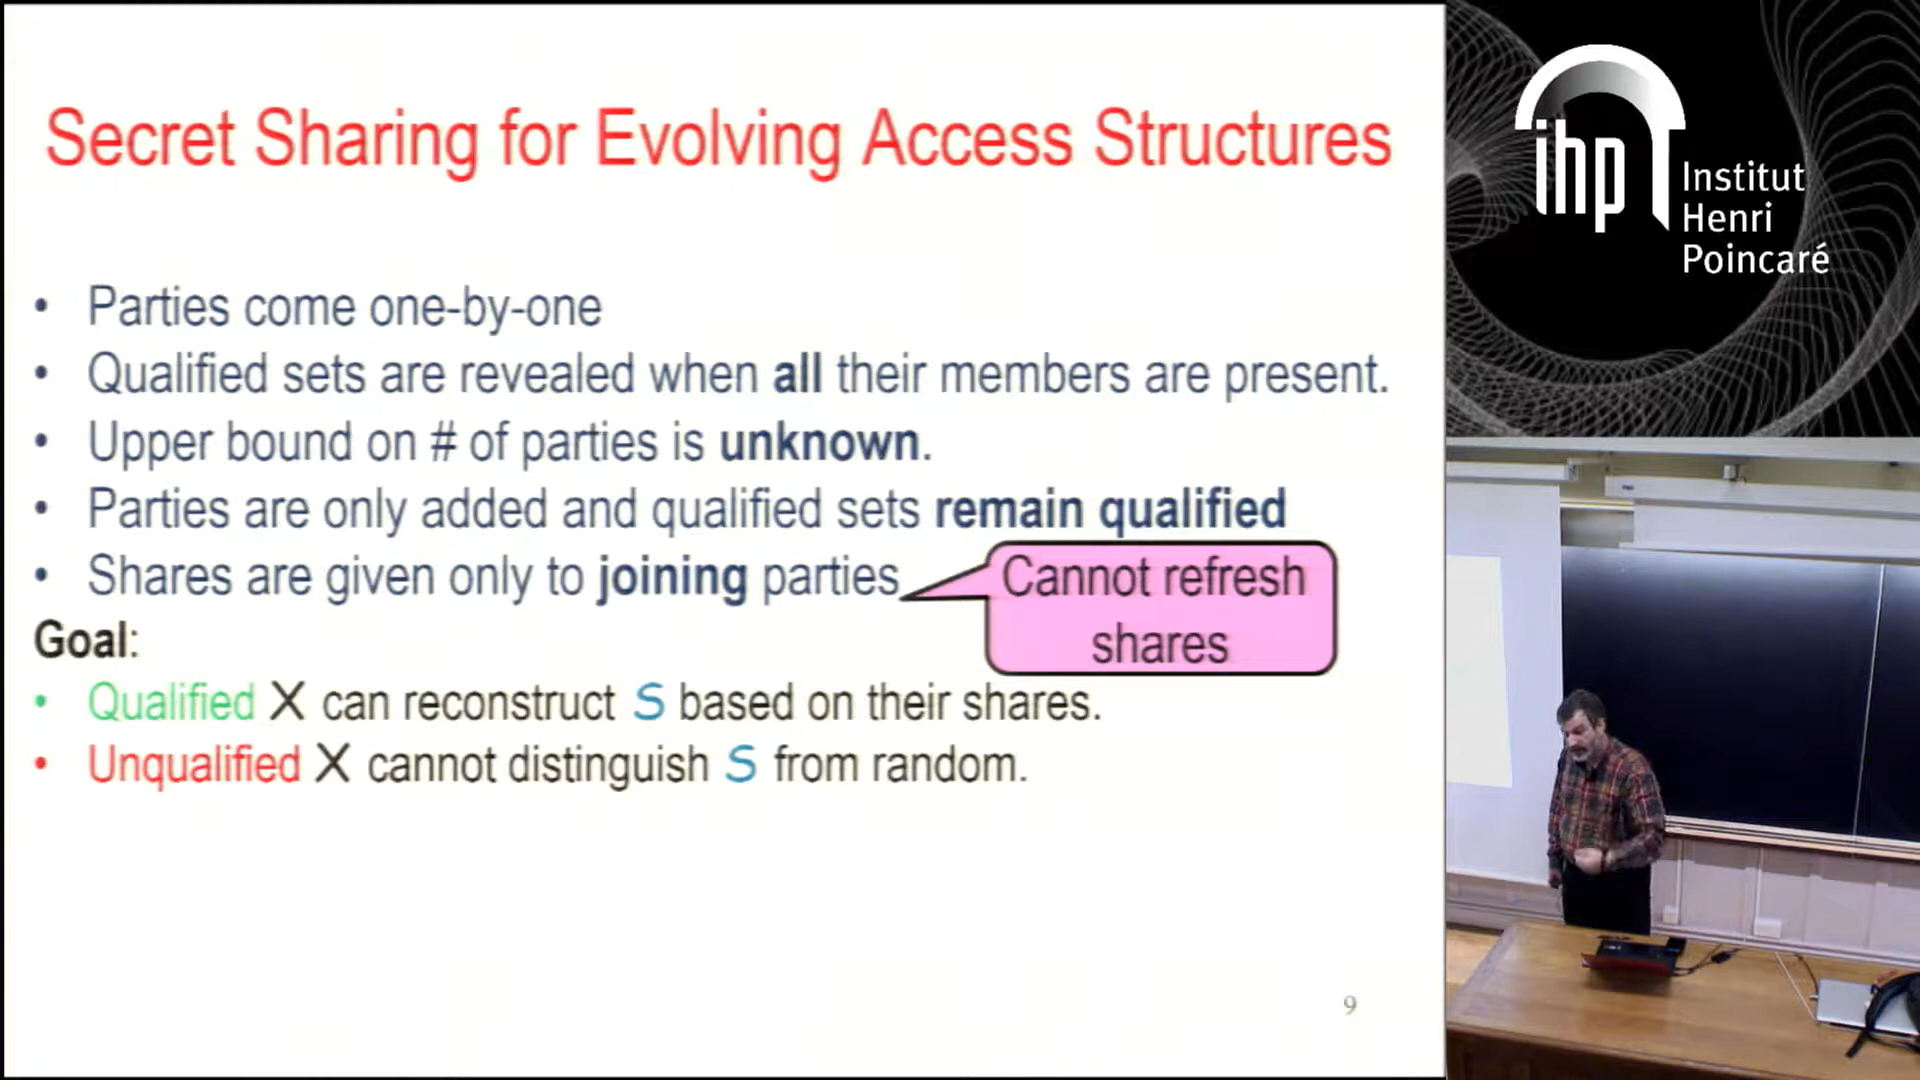 Secret Sharing for Evolving Access Structures
• Parties come one-by-one
• Qualified sets are revealed when all their members are present.
• Upper bound on # of parties is unknown.
• Parties are only added and qualified sets remain qualified
• Shares are given only to joining parties
Cannot refresh
shares
Goal:
• Qualified X can reconstruct S based on their shares.
• Unqualified X cannot distinguish S from random.
9
ihp
Institut
Henri
Poincaré